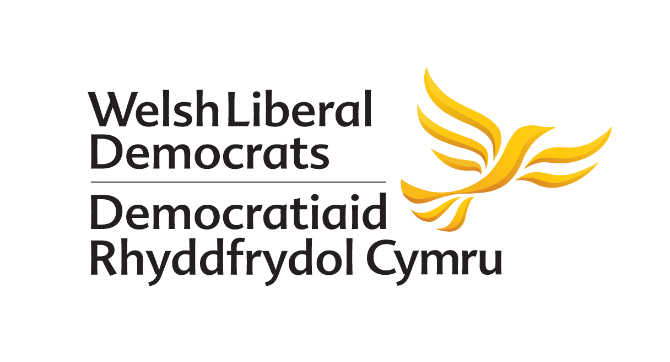 Welsh Liberal
Democrats
Democratiaid
Rhyddfrydol Cymru